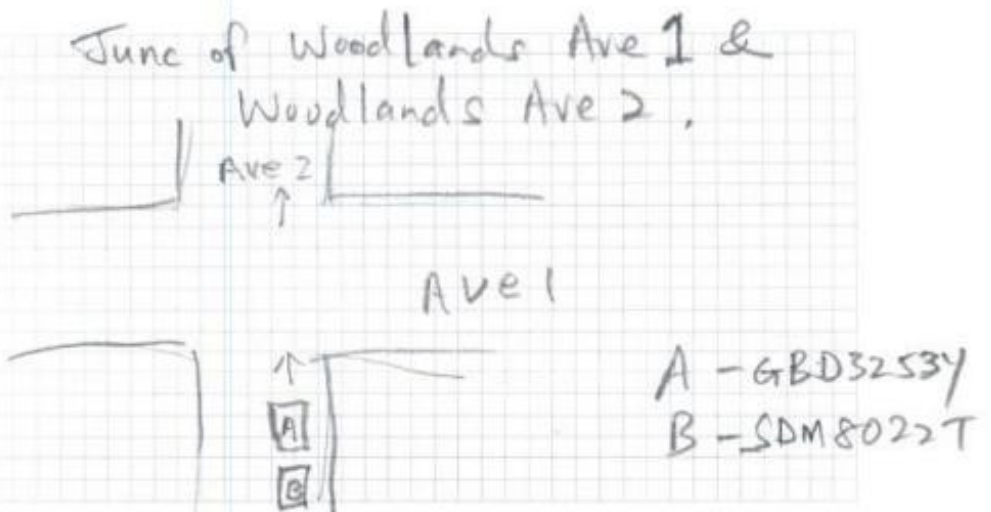 Junc of Woodlands Ave 1 &
Woodlands Ave 2.
Ave 2
Ave 1
A - GBD3253Y
B - SDM8022T
A
B